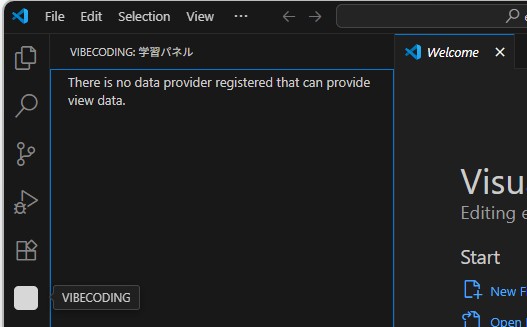 File Edit Selection View ···
VIBECODING: 学習パネル
Welcome
There is no data provider registered that can provide
view data.
Visu
Editing e
Start
New F
Open
VIBECODING